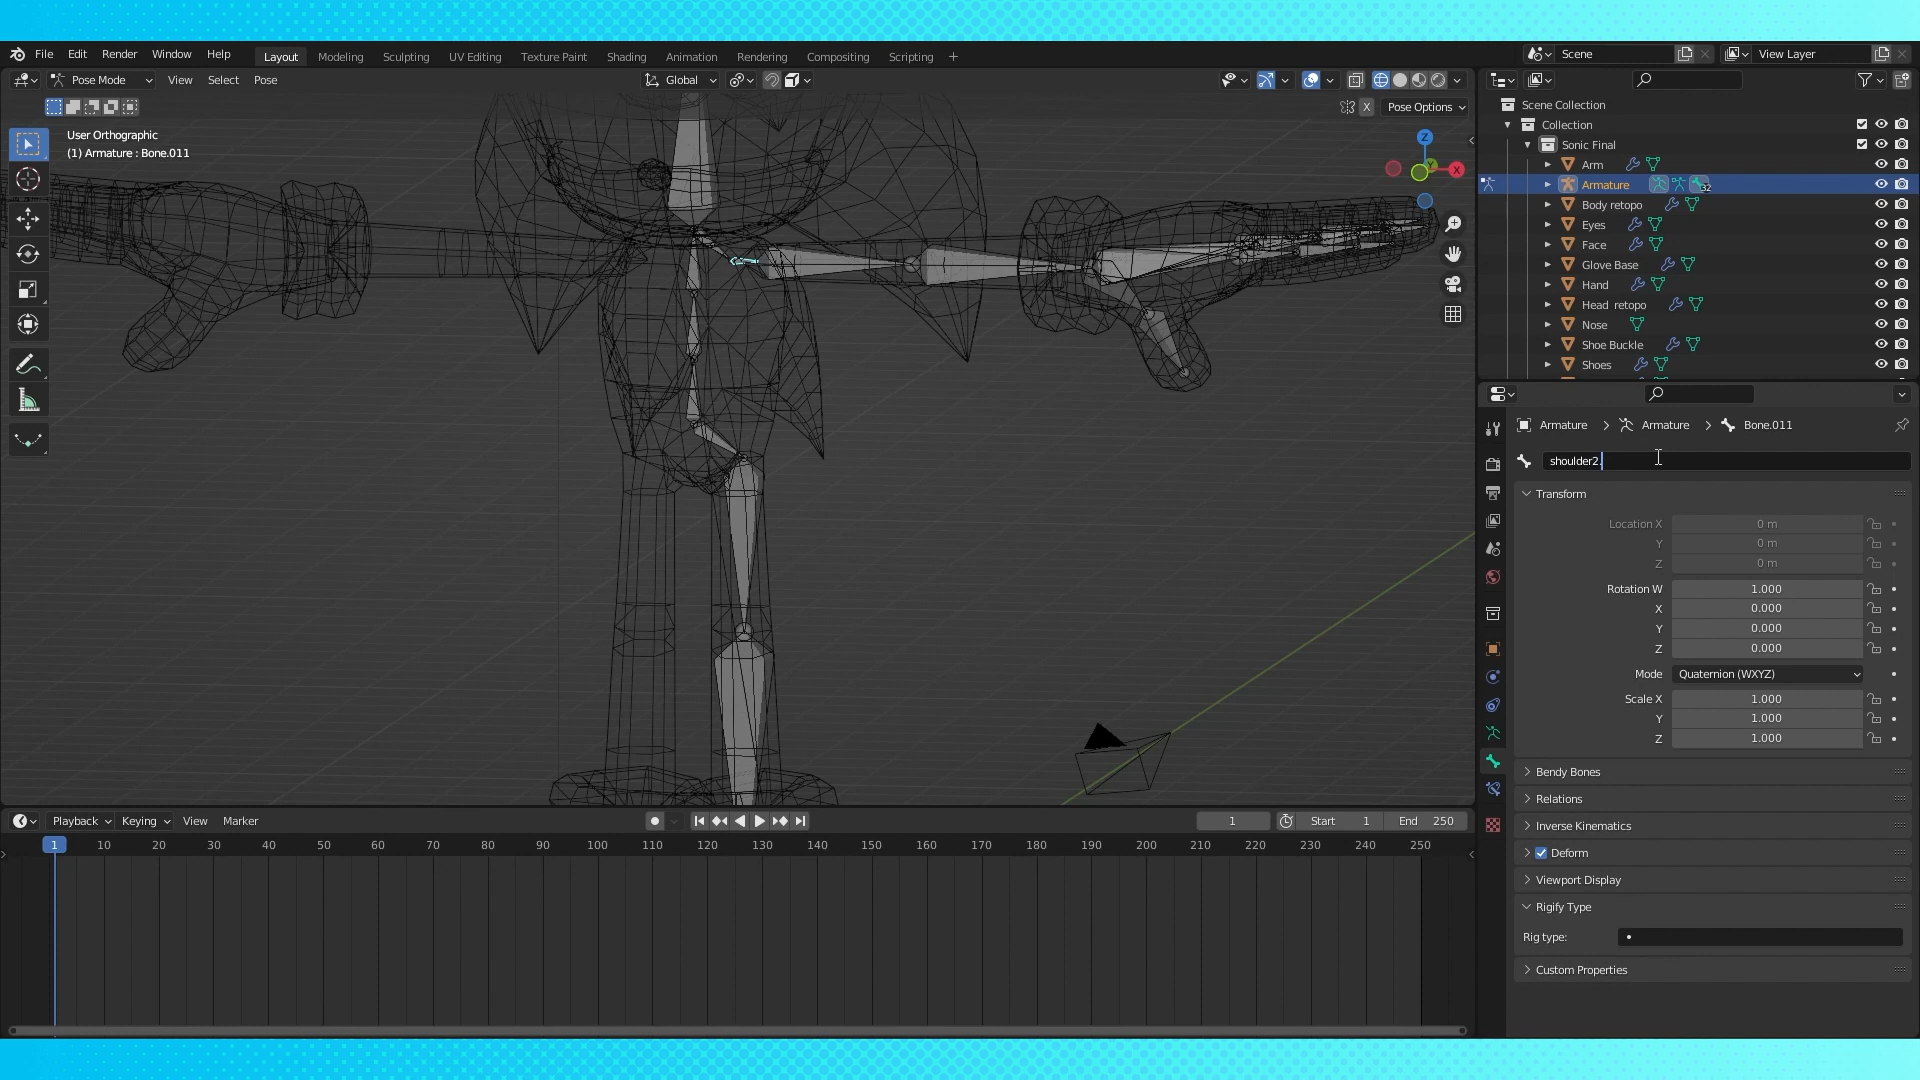 File Edit Render Window Help Layout Modeling Sculpting UV Editing Texture Paint Shading Animation Rendering Compositing Scripting + Scene View Layer
Pose Mode View Select Pose Global
X Pose Options
User Orthographic
(1) Armature : Bone.011
Z
Y
X
Scene Collection
Collection
Sonic Final
Arm
Armature 32
Body retopo
Eyes
Face
Glove Base
Hand
Head retopo
Nose
Shoe Buckle
Shoes
Armature > Armature > Bone.011
shoulder2.
Transform
Location X 0 m
Y 0 m
Z 0 m
Rotation W 1.000
X 0.000
Y 0.000
Z 0.000
Mode Quaternion (WXYZ)
Scale X 1.000
Y 1.000
Z 1.000
Bendy Bones
Relations
Inverse Kinematics
Deform
Viewport Display
Rigify Type
Rig type:
Custom Properties
Playback Keying View Marker 1 Start 1 End 250
1 10 20 30 40 50 60 70 80 90 100 110 120 130 140 150 160 170 180 190 200 210 220 230 240 250